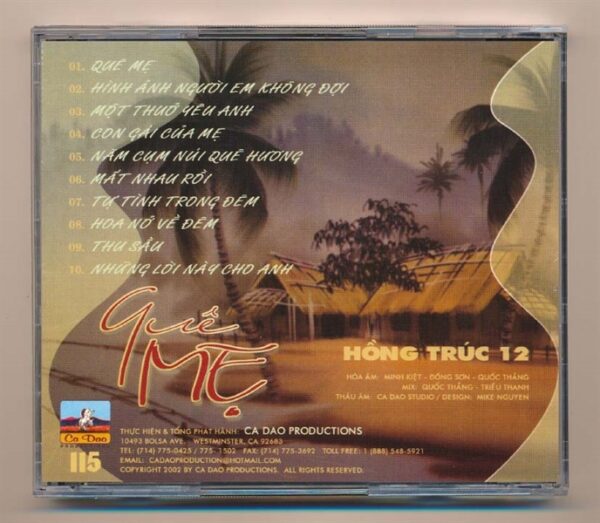 01. QUÊ MẸ
02. HÌNH ẢNH NGƯỜI EM KHÔNG ĐỢI
03. MỘT THUỞ YÊU ANH
04. CON GÁI CỦA MẸ
05. NĂM CỤM NÚI QUÊ HƯƠNG
06. MẤT NHAU RỒI
07. TỰ TÌNH TRONG ĐÊM
08. HOA NỞ VỀ ĐÊM
09. THU SẦU
10. NHỮNG LỜI NÀY CHO ANH
Quê MẸ
HỒNG TRÚC 12
HÒA ÂM: MINH KIỆT - ĐỒNG SƠN - QUỐC THẮNG
MIX: QUỐC THẮNG - TRIỀU THANH
THÂU ÂM: CA DAO STUDIO / DESIGN: MIKE NGUYEN
Ca Dao
115
THỰC HIỆN & TỔNG PHÁT HÀNH: CA DAO PRODUCTIONS
10493 BOLSA AVE. WESTMINSTER, CA 92683
TEL: (714) 775-0425 / 775-1502 FAX: (714) 775-3692 TOLL FREE: 1 (888) 548-5921
EMAIL: CADAOPRODUCTION@HOTMAIL.COM
COPYRIGHT 2002 BY CA DAO PRODUCTIONS. ALL RIGHTS RESERVED.